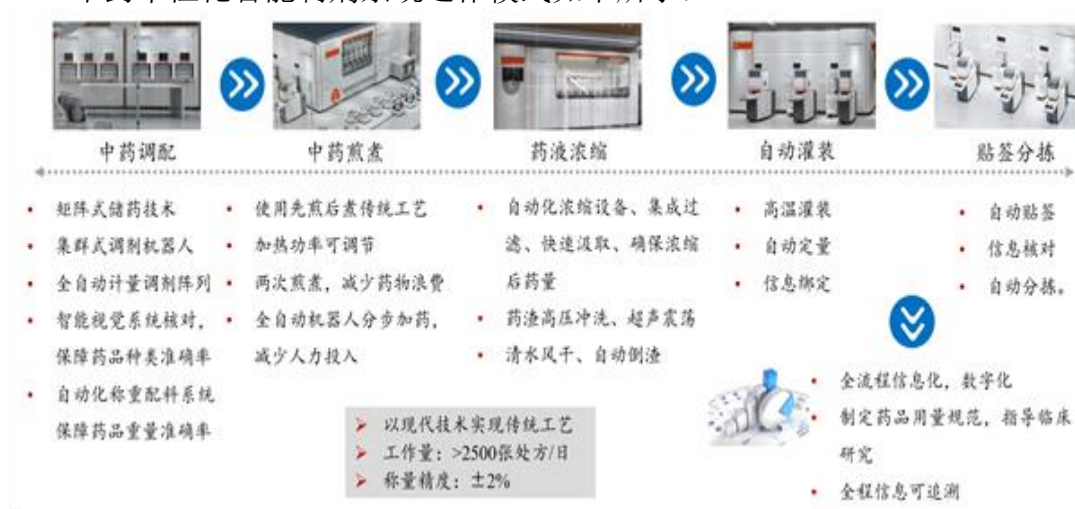 中药调配
中药煎煮
药液浓缩
自动灌装
贴签分拣
• 矩阵式储药技术
• 集群式调剂机器人
• 全自动计量调剂阵列
• 智能视觉系统核对，
保障药品种类准确率
• 自动化称重配料系统
保障药品重量准确率
• 使用先煎后煮传统工艺
• 加热功率可调节
• 两次煎煮，减少药物浪费
• 全自动机器人分步加药，
减少人力投入
• 自动化浓缩设备、集成过
滤、快速汲取、确保浓缩
后药量
• 药渣高压冲洗、超声震荡
• 清水风干、自动倒渣
• 高温灌装
• 自动定量
• 信息绑定
• 自动贴签
• 信息核对
• 自动分拣。
➢ 以现代技术实现传统工艺
➢ 工作量：>2500张处方/日
➢ 称量精度：±2%
• 全流程信息化，数字化
• 制定药品用量规范，指导临床
研究
• 全程信息可追溯